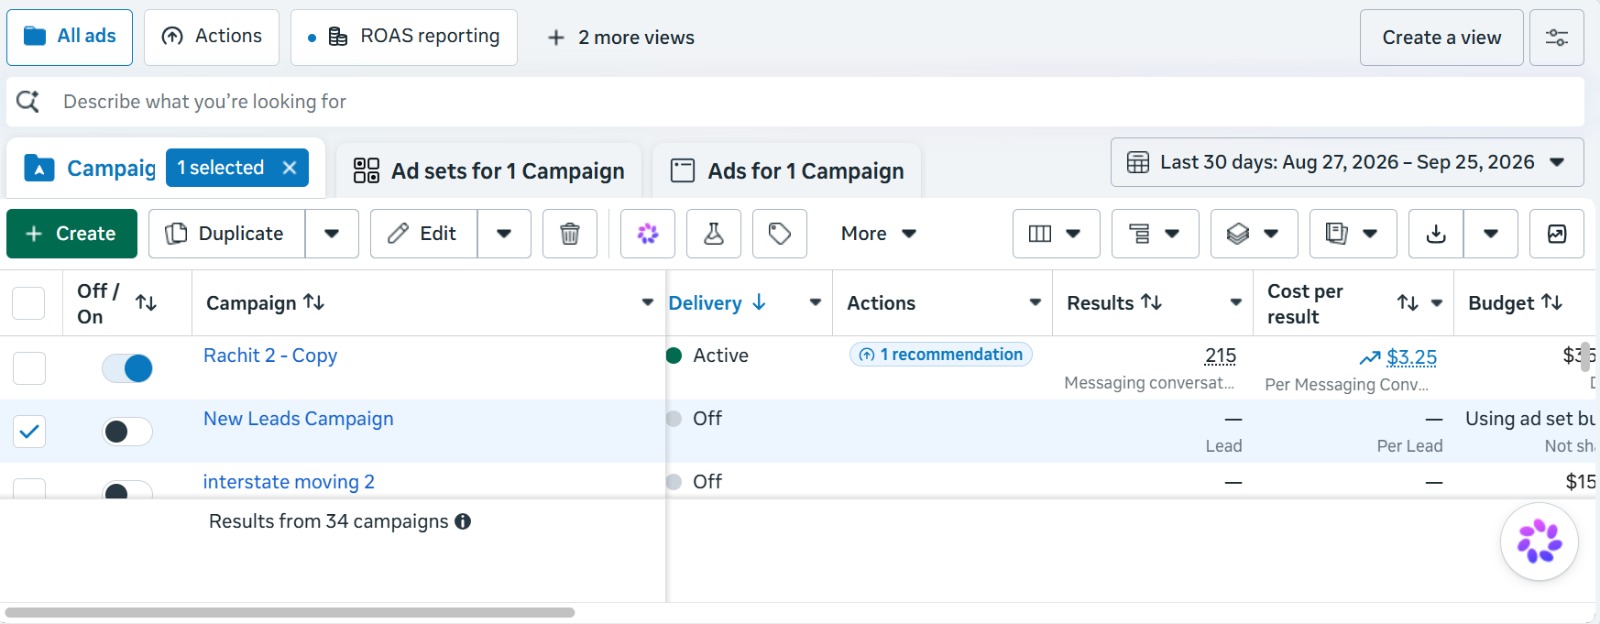 All ads
Actions
ROAS reporting
2 more views
Create a view
Describe what you’re looking for
Campaig
1 selected
Ad sets for 1 Campaign
Ads for 1 Campaign
Last 30 days: Aug 27, 2026 – Sep 25, 2026
Create
Duplicate
Edit
More
Off / On
Campaign
Delivery
Actions
Results
Cost per result
Budget
Rachit 2 - Copy
Active
1 recommendation
215
Messaging conversat...
$3.25
Per Messaging Conv...
New Leads Campaign
Off
—
Lead
—
Per Lead
Using ad set bu
Not sh
interstate moving 2
Off
—
—
$15
Results from 34 campaigns